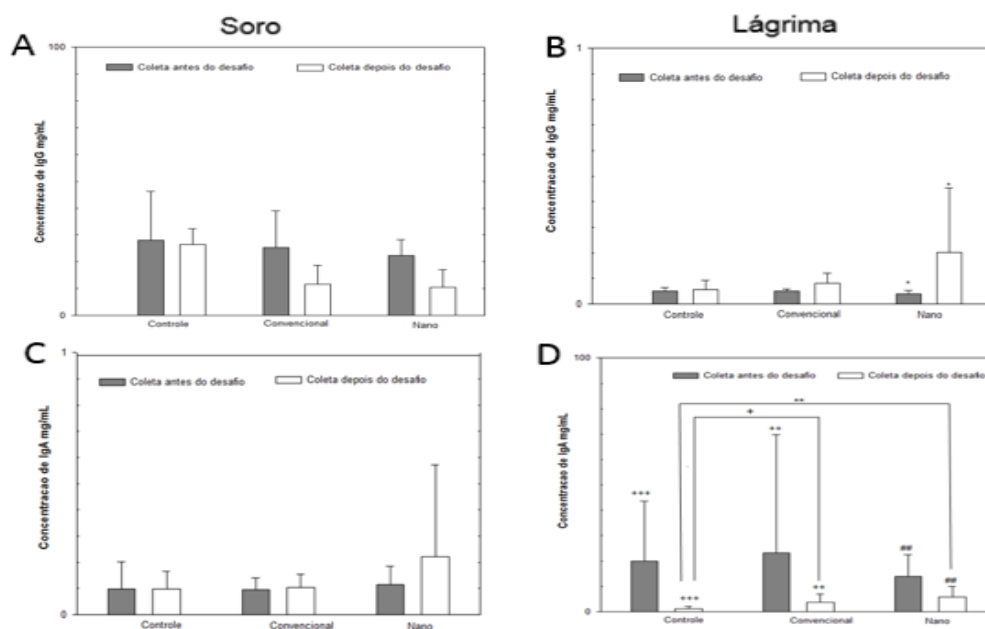 Soro
Lágrima
A
100
Coleta antes do desafio
Coleta depois do desafio
Concentracao de IgG mg/mL
0
Controle
Convencional
Nano
B
1
Coleta antes do desafio
Coleta depois do desafio
Concentracao de IgG mg/mL
*
*
0
Controle
Convencional
Nano
C
1
Coleta antes do desafio
Coleta depois do desafio
Concentracao de IgA mg/mL
0
Controle
Convencional
Nano
D
100
Coleta antes do desafio
Coleta depois do desafio
Concentracao de IgA mg/mL
**
+
++
+++
##
+++
++
##
0
Controle
Convencional
Nano